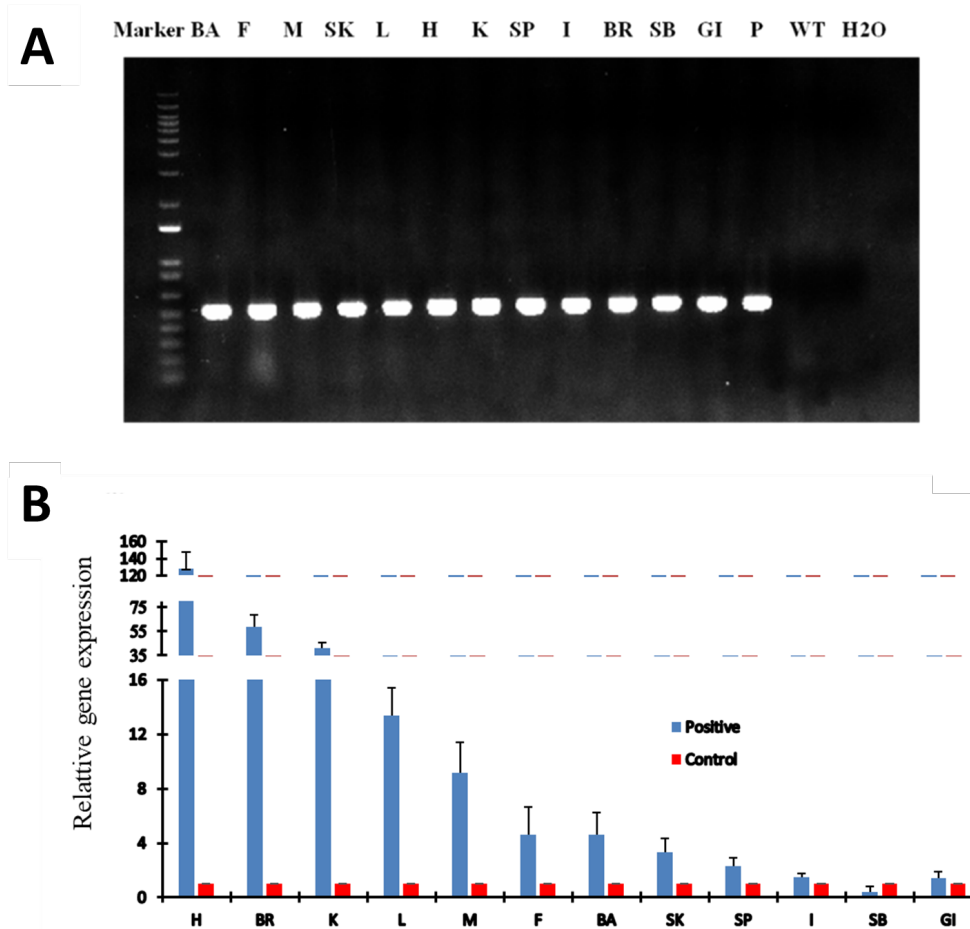 A
Marker BA F M SK L H K SP I BR SB GI P WT H2O
B
Relattive gene expression
160
140
120
75
55
35
16
12
8
4
0
Positive
Control
H BR K L M F BA SK SP I SB GI